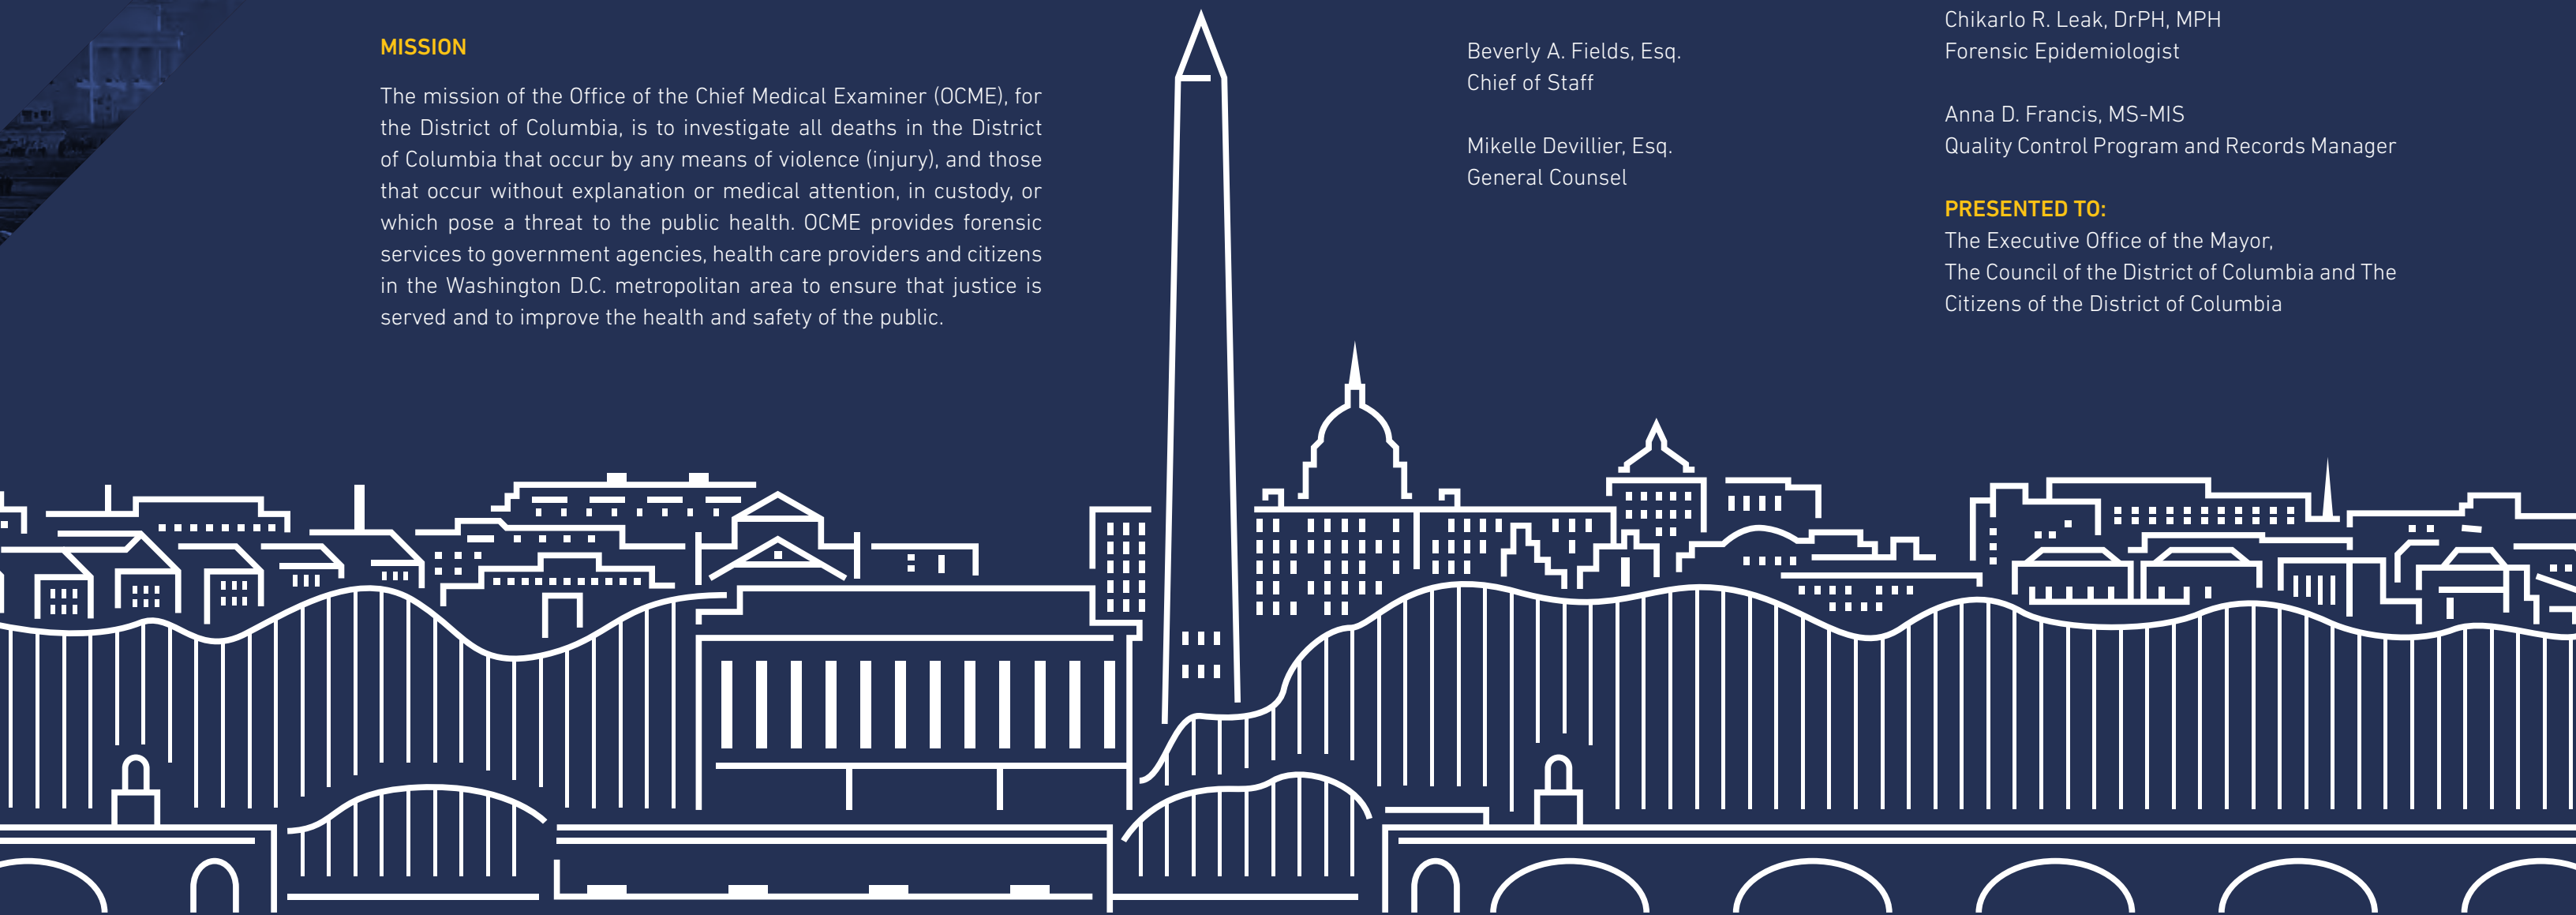 MISSION
The mission of the Office of the Chief Medical Examiner (OCME), for
the District of Columbia, is to investigate all deaths in the District
of Columbia that occur by any means of violence (injury), and those
that occur without explanation or medical attention, in custody, or
which pose a threat to the public health. OCME provides forensic
services to government agencies, health care providers and citizens
in the Washington D.C. metropolitan area to ensure that justice is
served and to improve the health and safety of the public.
Beverly A. Fields, Esq.
Chief of Staff
Mikelle Devillier, Esq.
General Counsel
Chikarlo R. Leak, DrPH, MPH
Forensic Epidemiologist
Anna D. Francis, MS-MIS
Quality Control Program and Records Manager
PRESENTED TO:
The Executive Office of the Mayor,
The Council of the District of Columbia and The
Citizens of the District of Columbia